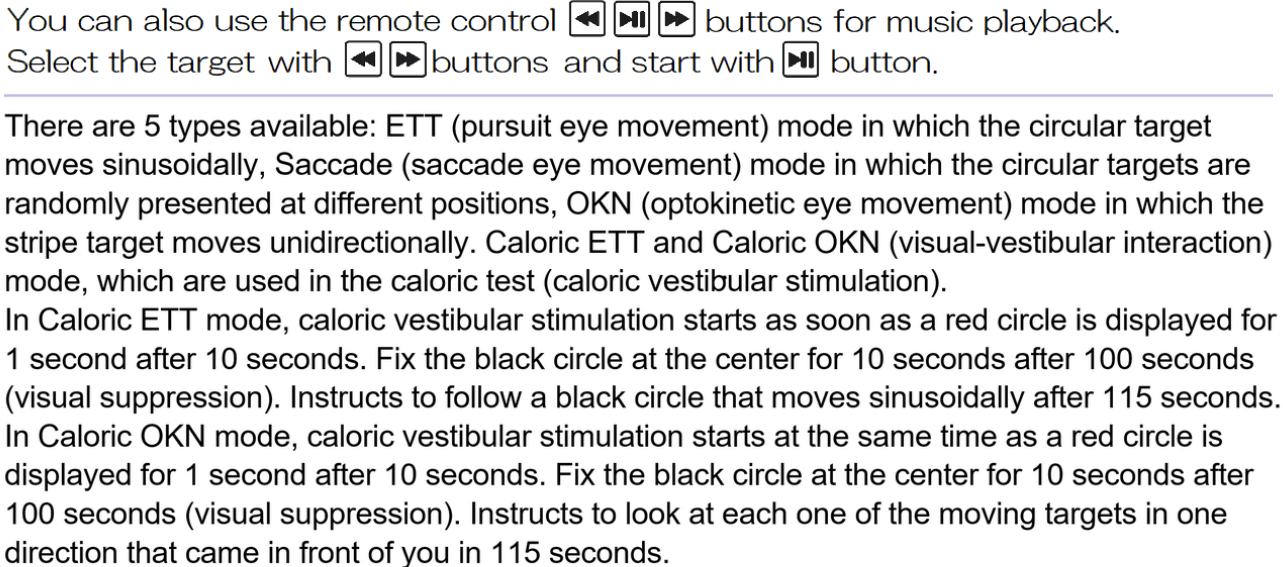 You can also use the remote control ⏪ ⏯ ⏩ buttons for music playback.
Select the target with ⏪ ⏩ buttons and start with ⏯ button.
There are 5 types available: ETT (pursuit eye movement) mode in which the circular target
moves sinusoidally, Saccade (saccade eye movement) mode in which the circular targets are
randomly presented at different positions, OKN (optokinetic eye movement) mode in which the
stripe target moves unidirectionally. Caloric ETT and Caloric OKN (visual-vestibular interaction)
mode, which are used in the caloric test (caloric vestibular stimulation).
In Caloric ETT mode, caloric vestibular stimulation starts as soon as a red circle is displayed for
1 second after 10 seconds. Fix the black circle at the center for 10 seconds after 100 seconds
(visual suppression). Instructs to follow a black circle that moves sinusoidally after 115 seconds.
In Caloric OKN mode, caloric vestibular stimulation starts at the same time as a red circle is
displayed for 1 second after 10 seconds. Fix the black circle at the center for 10 seconds after
100 seconds (visual suppression). Instructs to look at each one of the moving targets in one
direction that came in front of you in 115 seconds.